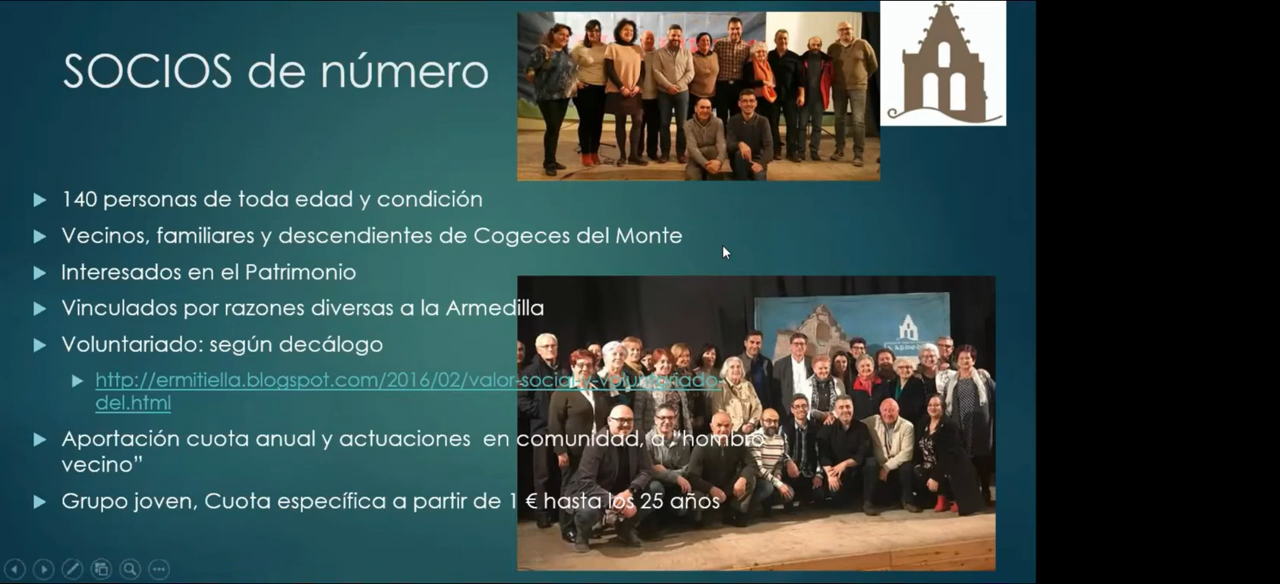 SOCIOS de número
140 personas de toda edad y condición
Vecinos, familiares y descendientes de Cogeces del Monte
Interesados en el Patrimonio
Vinculados por razones diversas a la Armedilla
Voluntariado: según decálogo
http://ermitiella.blogspot.com/2016/02/valor-social-y-voluntariado-
del.html
Aportación cuota anual y actuaciones en comunidad, a “hombro
vecino”
Grupo joven, Cuota específica a partir de 1 € hasta los 25 años